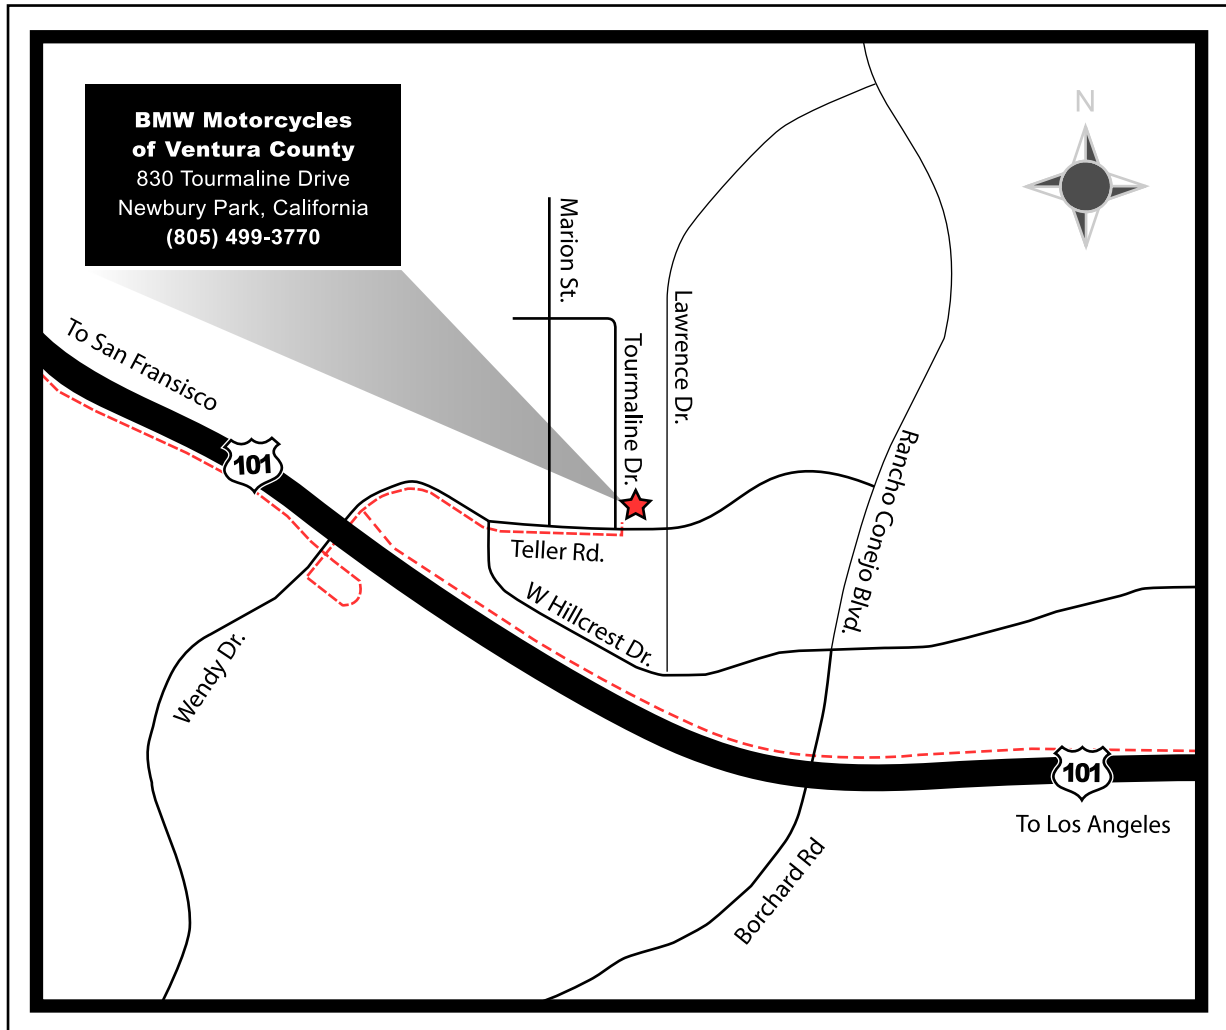 BMW Motorcycles
of Ventura County
830 Tourmaline Drive
Newbury Park, California
(805) 499-3770
N
Marion St.
Lawrence Dr.
Tourmaline Dr.
To San Fransisco
101
Rancho Conejo Blvd.
Teller Rd.
W Hillcrest Dr.
Wendy Dr.
101
To Los Angeles
Borchard Rd